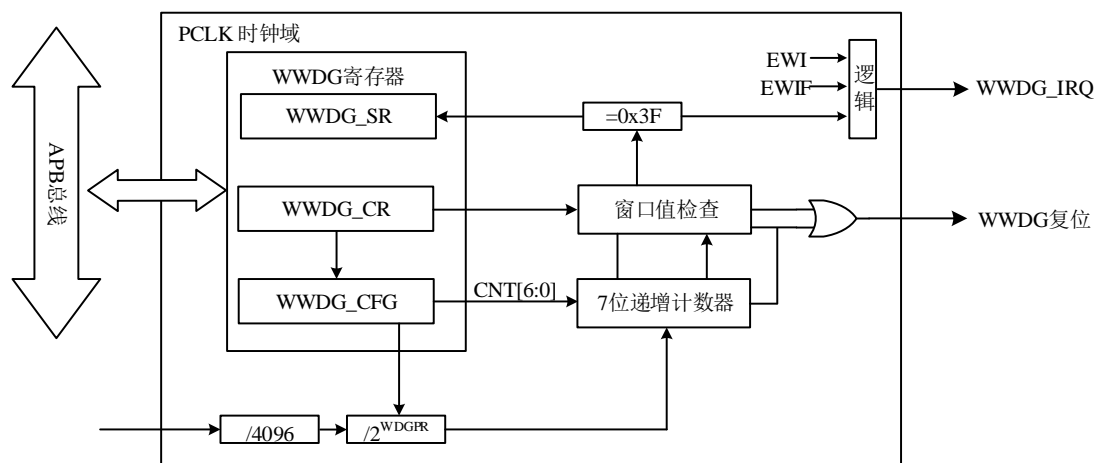 PCLK 时钟域
WWDG寄存器
WWDG_SR
WWDG_CR
WWDG_CFG
APB总线
=0x3F
EWI
EWIF
逻辑
WWDG_IRQ
窗口值检查
WWDG复位
CNT[6:0]
7位递增计数器
/4096
/2^WDGPR